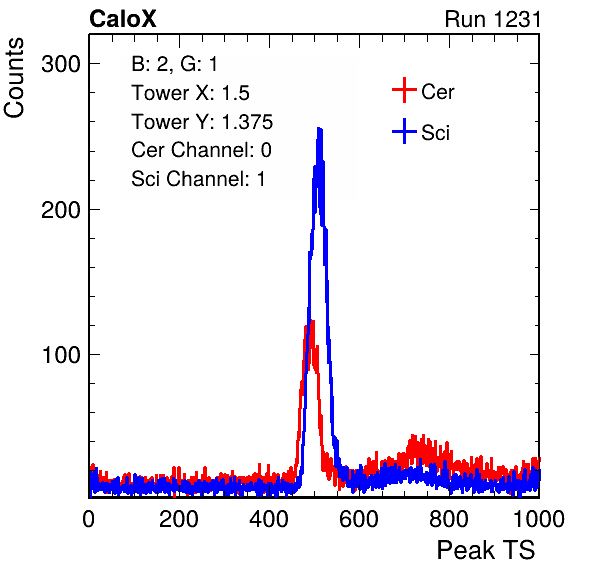 CaloX Run 1231
B: 2, G: 1
Tower X: 1.5
Tower Y: 1.375
Cer Channel: 0
Sci Channel: 1
Cer
Sci
Counts
300
200
100
0 200 400 600 800 1000
Peak TS